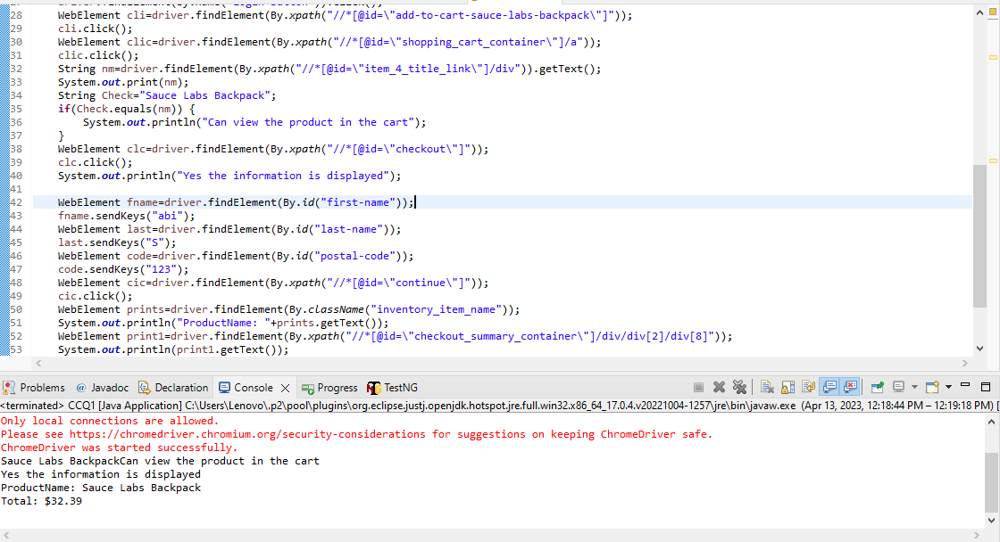 28 WebElement cli=driver.findElement(By.xpath("//*[@id=\"add-to-cart-sauce-labs-backpack\"]"));
29 cli.click();
30 WebElement clic=driver.findElement(By.xpath("//*[@id=\"shopping_cart_container\"]/a"));
31 clic.click();
32 String nm=driver.findElement(By.xpath("//*[@id=\"item_4_title_link\"]/div")).getText();
33 System.out.print(nm);
34 String Check="Sauce Labs Backpack";
35 if(Check.equals(nm)) {
36 System.out.println("Can view the product in the cart");
37 }
38 WebElement clc=driver.findElement(By.xpath("//*[@id=\"checkout\"]"));
39 clc.click();
40 System.out.println("Yes the information is displayed");
41
42 WebElement fname=driver.findElement(By.id("first-name"));
43 fname.sendKeys("abi");
44 WebElement last=driver.findElement(By.id("last-name"));
45 last.sendKeys("S");
46 WebElement code=driver.findElement(By.id("postal-code"));
47 code.sendKeys("123");
48 WebElement cic=driver.findElement(By.xpath("//*[@id=\"continue\"]"));
49 cic.click();
50 WebElement prints=driver.findElement(By.className("inventory_item_name"));
51 System.out.println("ProductName: "+prints.getText());
52 WebElement print1=driver.findElement(By.xpath("//*[@id=\"checkout_summary_container\"]/div/div[2]/div[8]"));
53 System.out.println(print1.getText());
Problems @ Javadoc Declaration Console Progress TestNG
<terminated> CCQ1 [Java Application] C:\Users\Lenovo\.p2\pool\plugins\org.eclipse.justj.openjdk.hotspot.jre.full.win32.x86_64_17.0.4.v20221004-1257\jre\bin\javaw.exe (Apr 13, 2023, 12:18:44 PM – 12:19:18 PM) [
Only local connections are allowed.
Please see https://chromedriver.chromium.org/security-considerations for suggestions on keeping ChromeDriver safe.
ChromeDriver was started successfully.
Sauce Labs BackpackCan view the product in the cart
Yes the information is displayed
ProductName: Sauce Labs Backpack
Total: $32.39